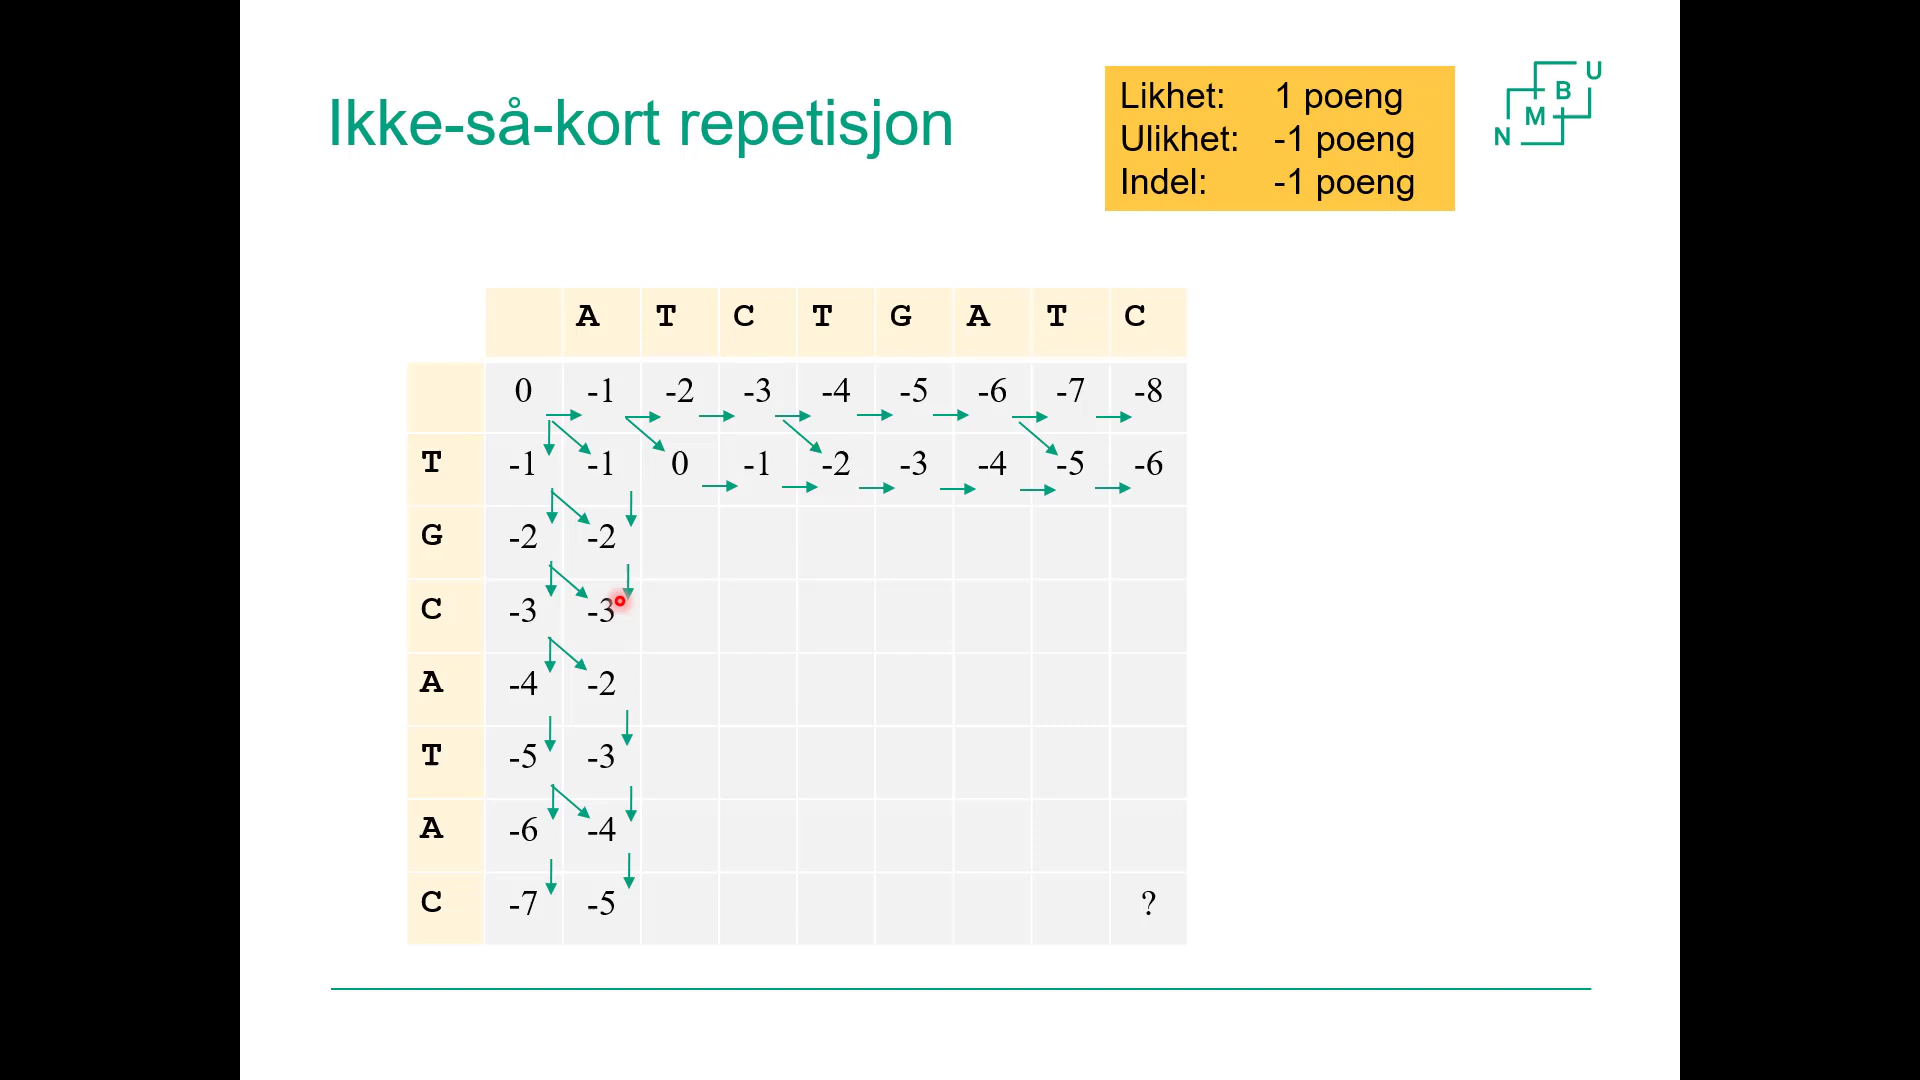 Ikke-så-kort repetisjon
Likhet: 1 poeng
Ulikhet: -1 poeng
Indel: -1 poeng
U
B
M
N
A T C T G A T C
0 -1 -2 -3 -4 -5 -6 -7 -8
T -1 -1 0 -1 -2 -3 -4 -5 -6
G -2 -2
C -3 -3
A -4 -2
T -5 -3
A -6 -4
C -7 -5 ?